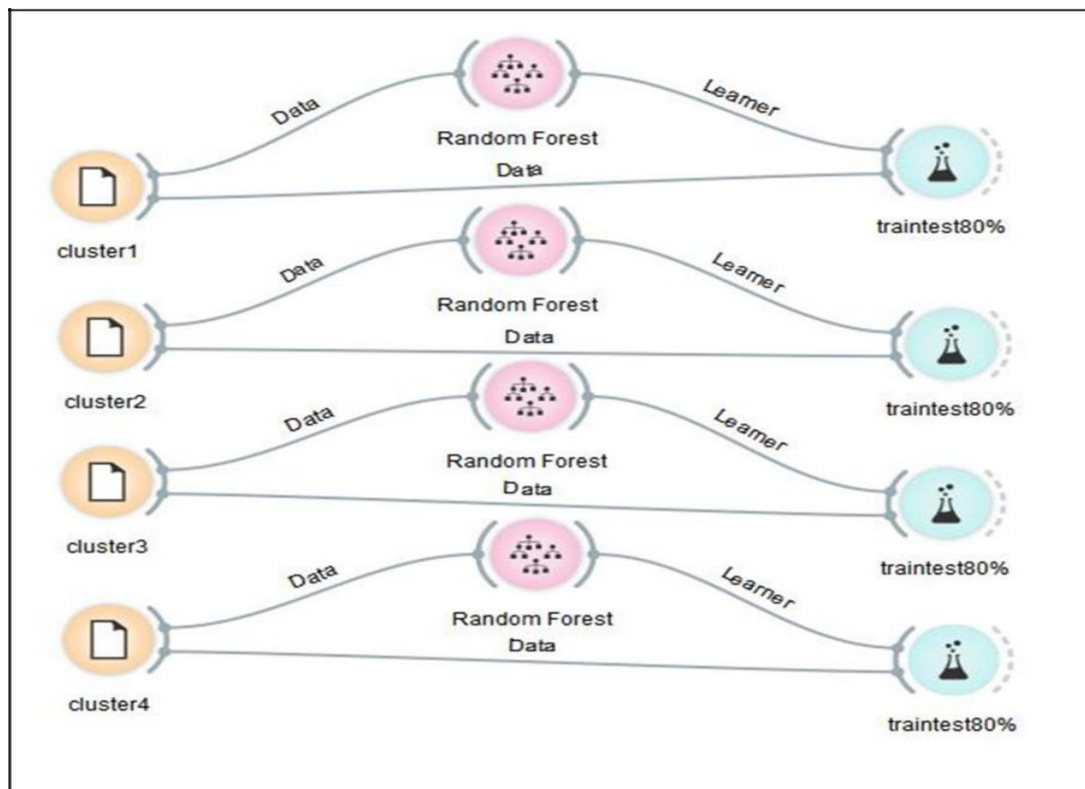 Data
Learner
Random Forest
Data
cluster1
traintest80%
Data
Learner
Random Forest
Data
cluster2
traintest80%
Data
Learner
Random Forest
Data
cluster3
traintest80%
Data
Learner
Random Forest
Data
cluster4
traintest80%